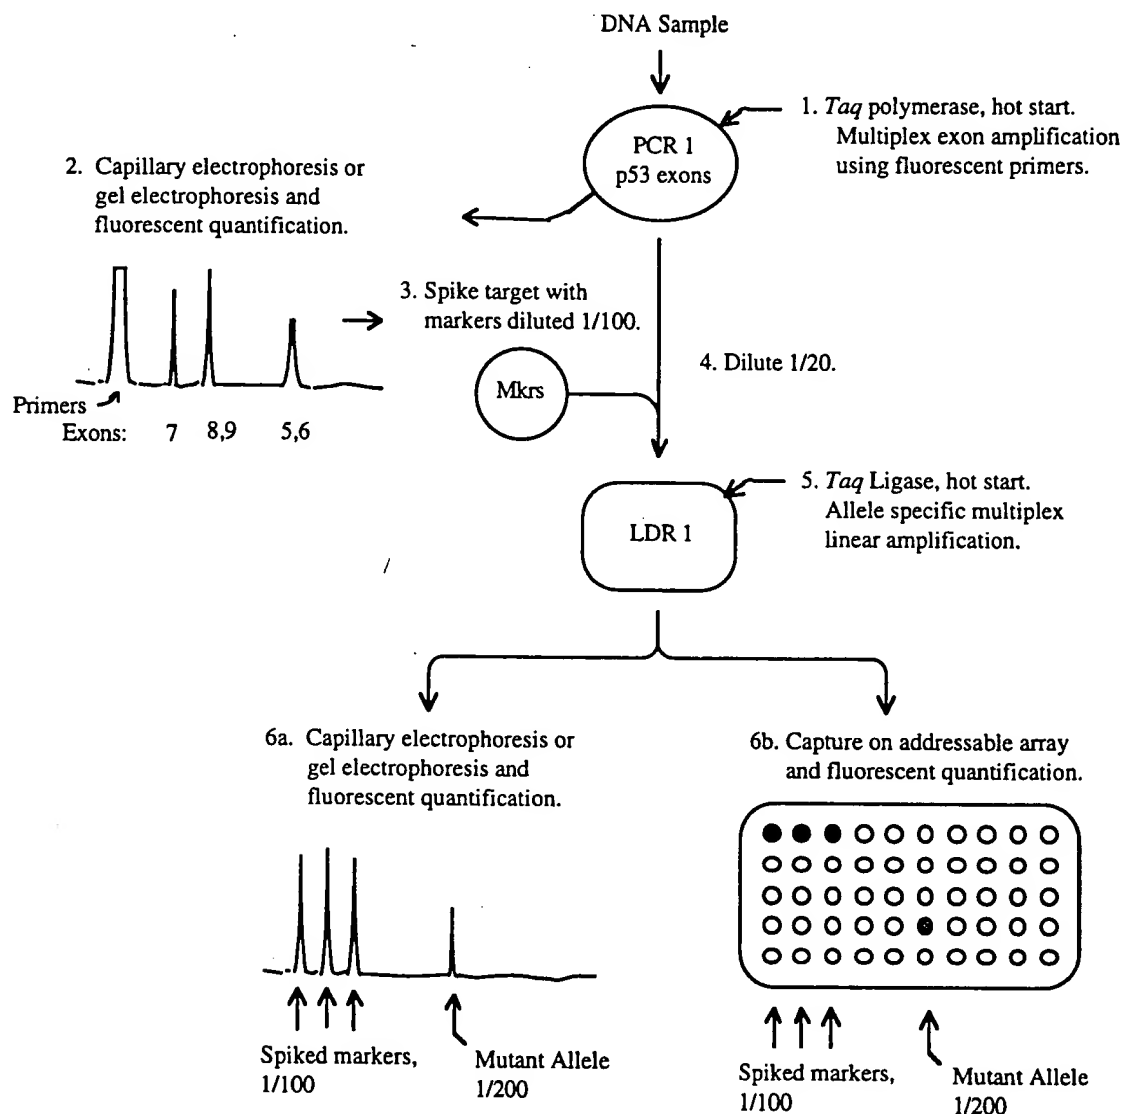 DNA Sample
1. Taq polymerase, hot start.
Multiplex exon amplification
using fluorescent primers.
PCR 1
p53 exons
2. Capillary electrophoresis or
gel electrophoresis and
fluorescent quantification.
3. Spike target with
markers diluted 1/100.
4. Dilute 1/20.
Mkrs
Primers
Exons: 7 8,9 5,6
5. Taq Ligase, hot start.
Allele specific multiplex
linear amplification.
LDR 1
6a. Capillary electrophoresis or
gel electrophoresis and
fluorescent quantification.
6b. Capture on addressable array
and fluorescent quantification.
Spiked markers,
1/100
Mutant Allele
1/200
Spiked markers,
1/100
Mutant Allele
1/200